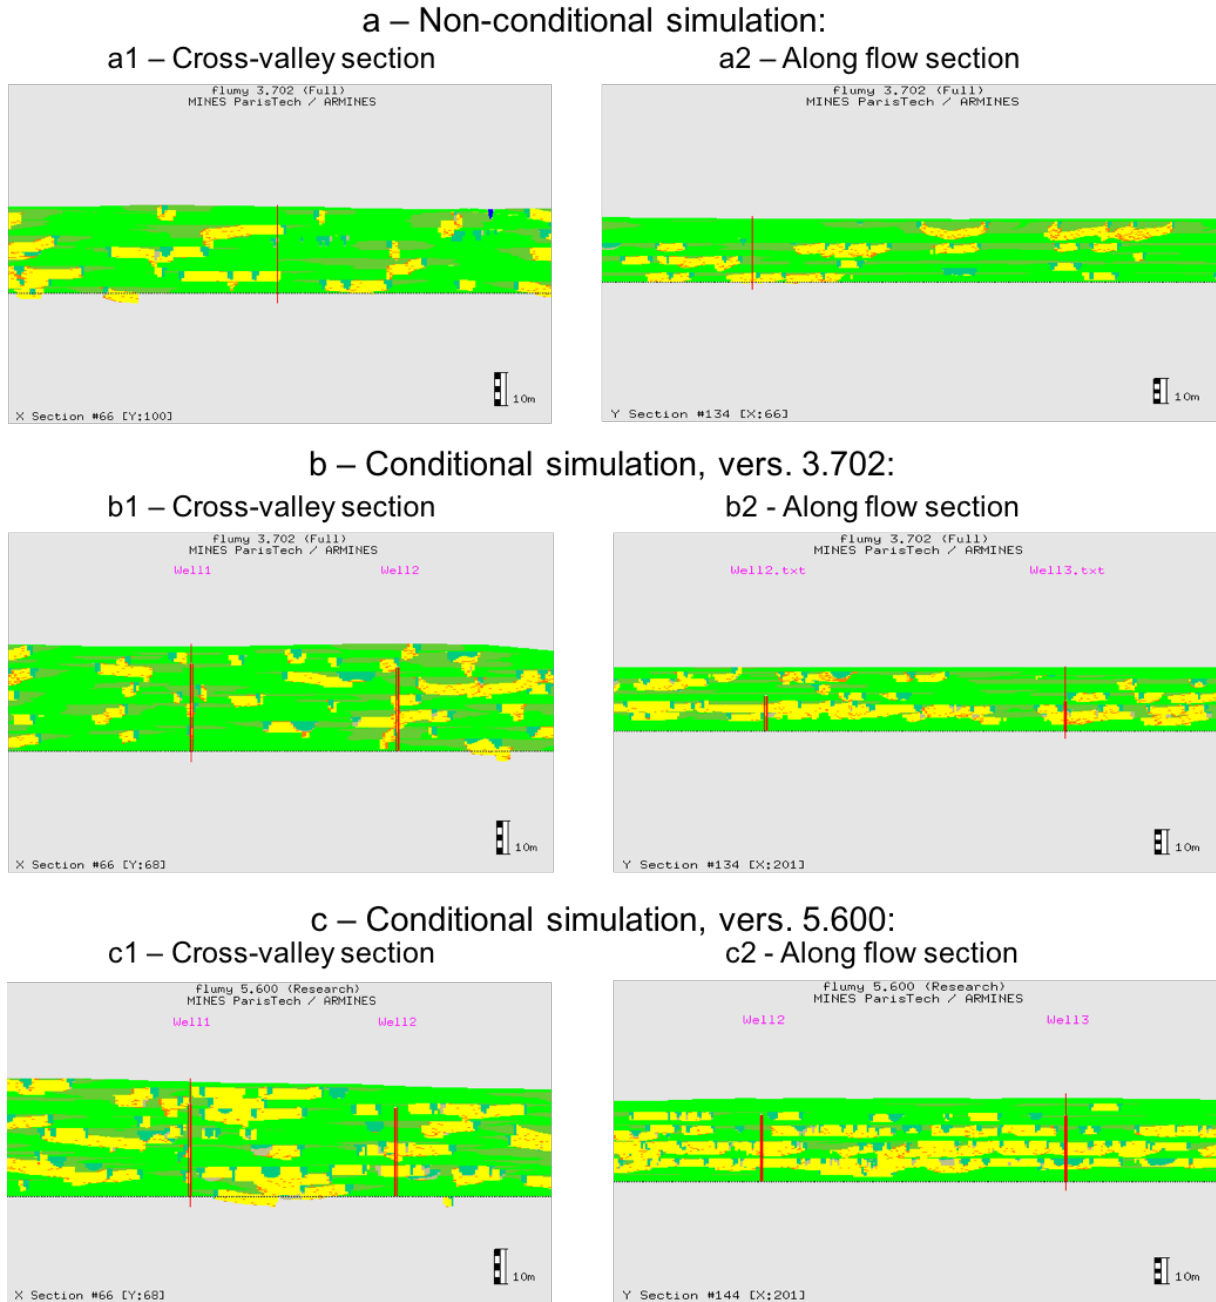 a – Non-conditional simulation:
a1 – Cross-valley section
a2 – Along flow section
flumy 3.702 (Full)
MINES ParisTech / ARMINES
10m
X Section #66 [Y:100]
flumy 3.702 (Full)
MINES ParisTech / ARMINES
10m
Y Section #134 [X:66]
b – Conditional simulation, vers. 3.702:
b1 – Cross-valley section
b2 - Along flow section
flumy 3.702 (Full)
MINES ParisTech / ARMINES
Well1 Well2
10m
X Section #66 [Y:68]
flumy 3.702 (Full)
MINES ParisTech / ARMINES
Well2.txt Well3.txt
10m
Y Section #134 [X:201]
c – Conditional simulation, vers. 5.600:
c1 – Cross-valley section
c2 - Along flow section
flumy 5.600 (Research)
MINES ParisTech / ARMINES
Well1 Well2
10m
X Section #66 [Y:68]
flumy 5.600 (Research)
MINES ParisTech / ARMINES
Well2 Well3
10m
Y Section #144 [X:201]